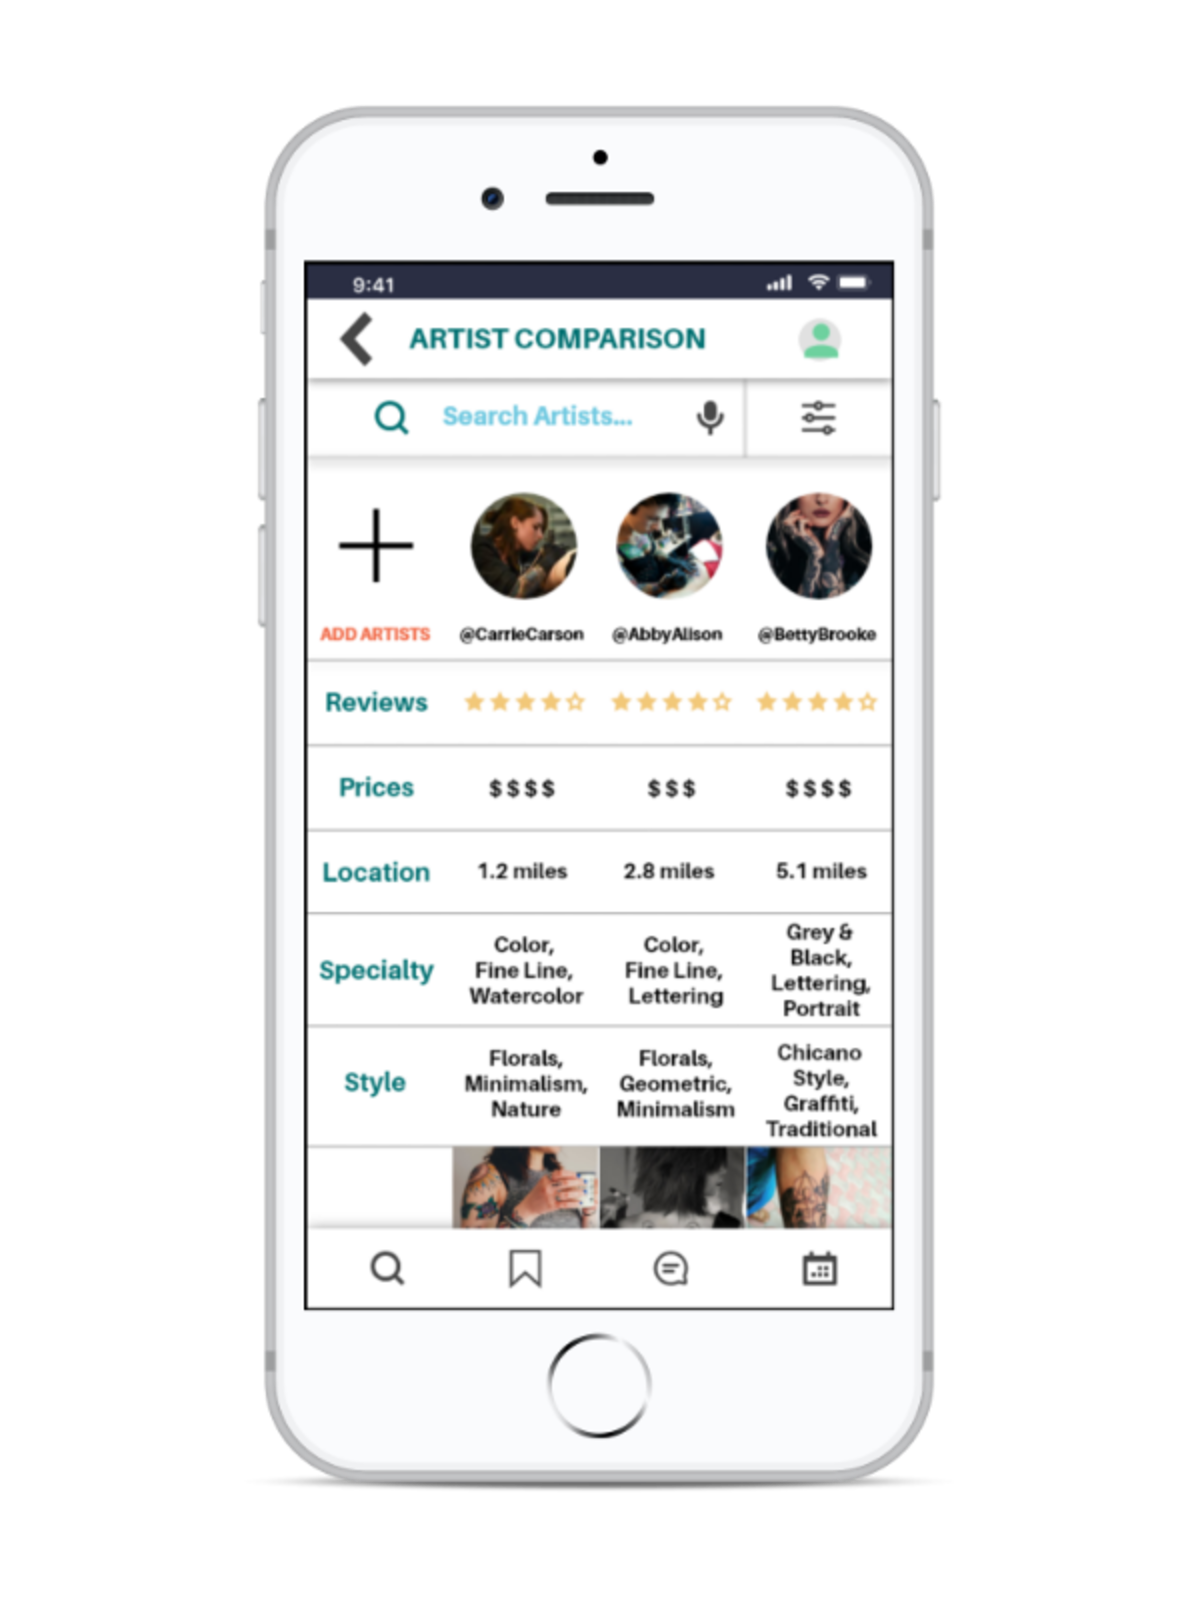 9:41
ARTIST COMPARISON
Search Artists...
ADD ARTISTS @CarrieCarson @AbbyAlison @BettyBrooke
Reviews
Prices $$$$ $$$ $$$$
Location 1.2 miles 2.8 miles 5.1 miles
Specialty
Color,
Fine Line,
Watercolor
Color,
Fine Line,
Lettering
Grey &
Black,
Lettering,
Portrait
Style
Florals,
Minimalism,
Nature
Florals,
Geometric,
Minimalism
Chicano
Style,
Graffiti,
Traditional